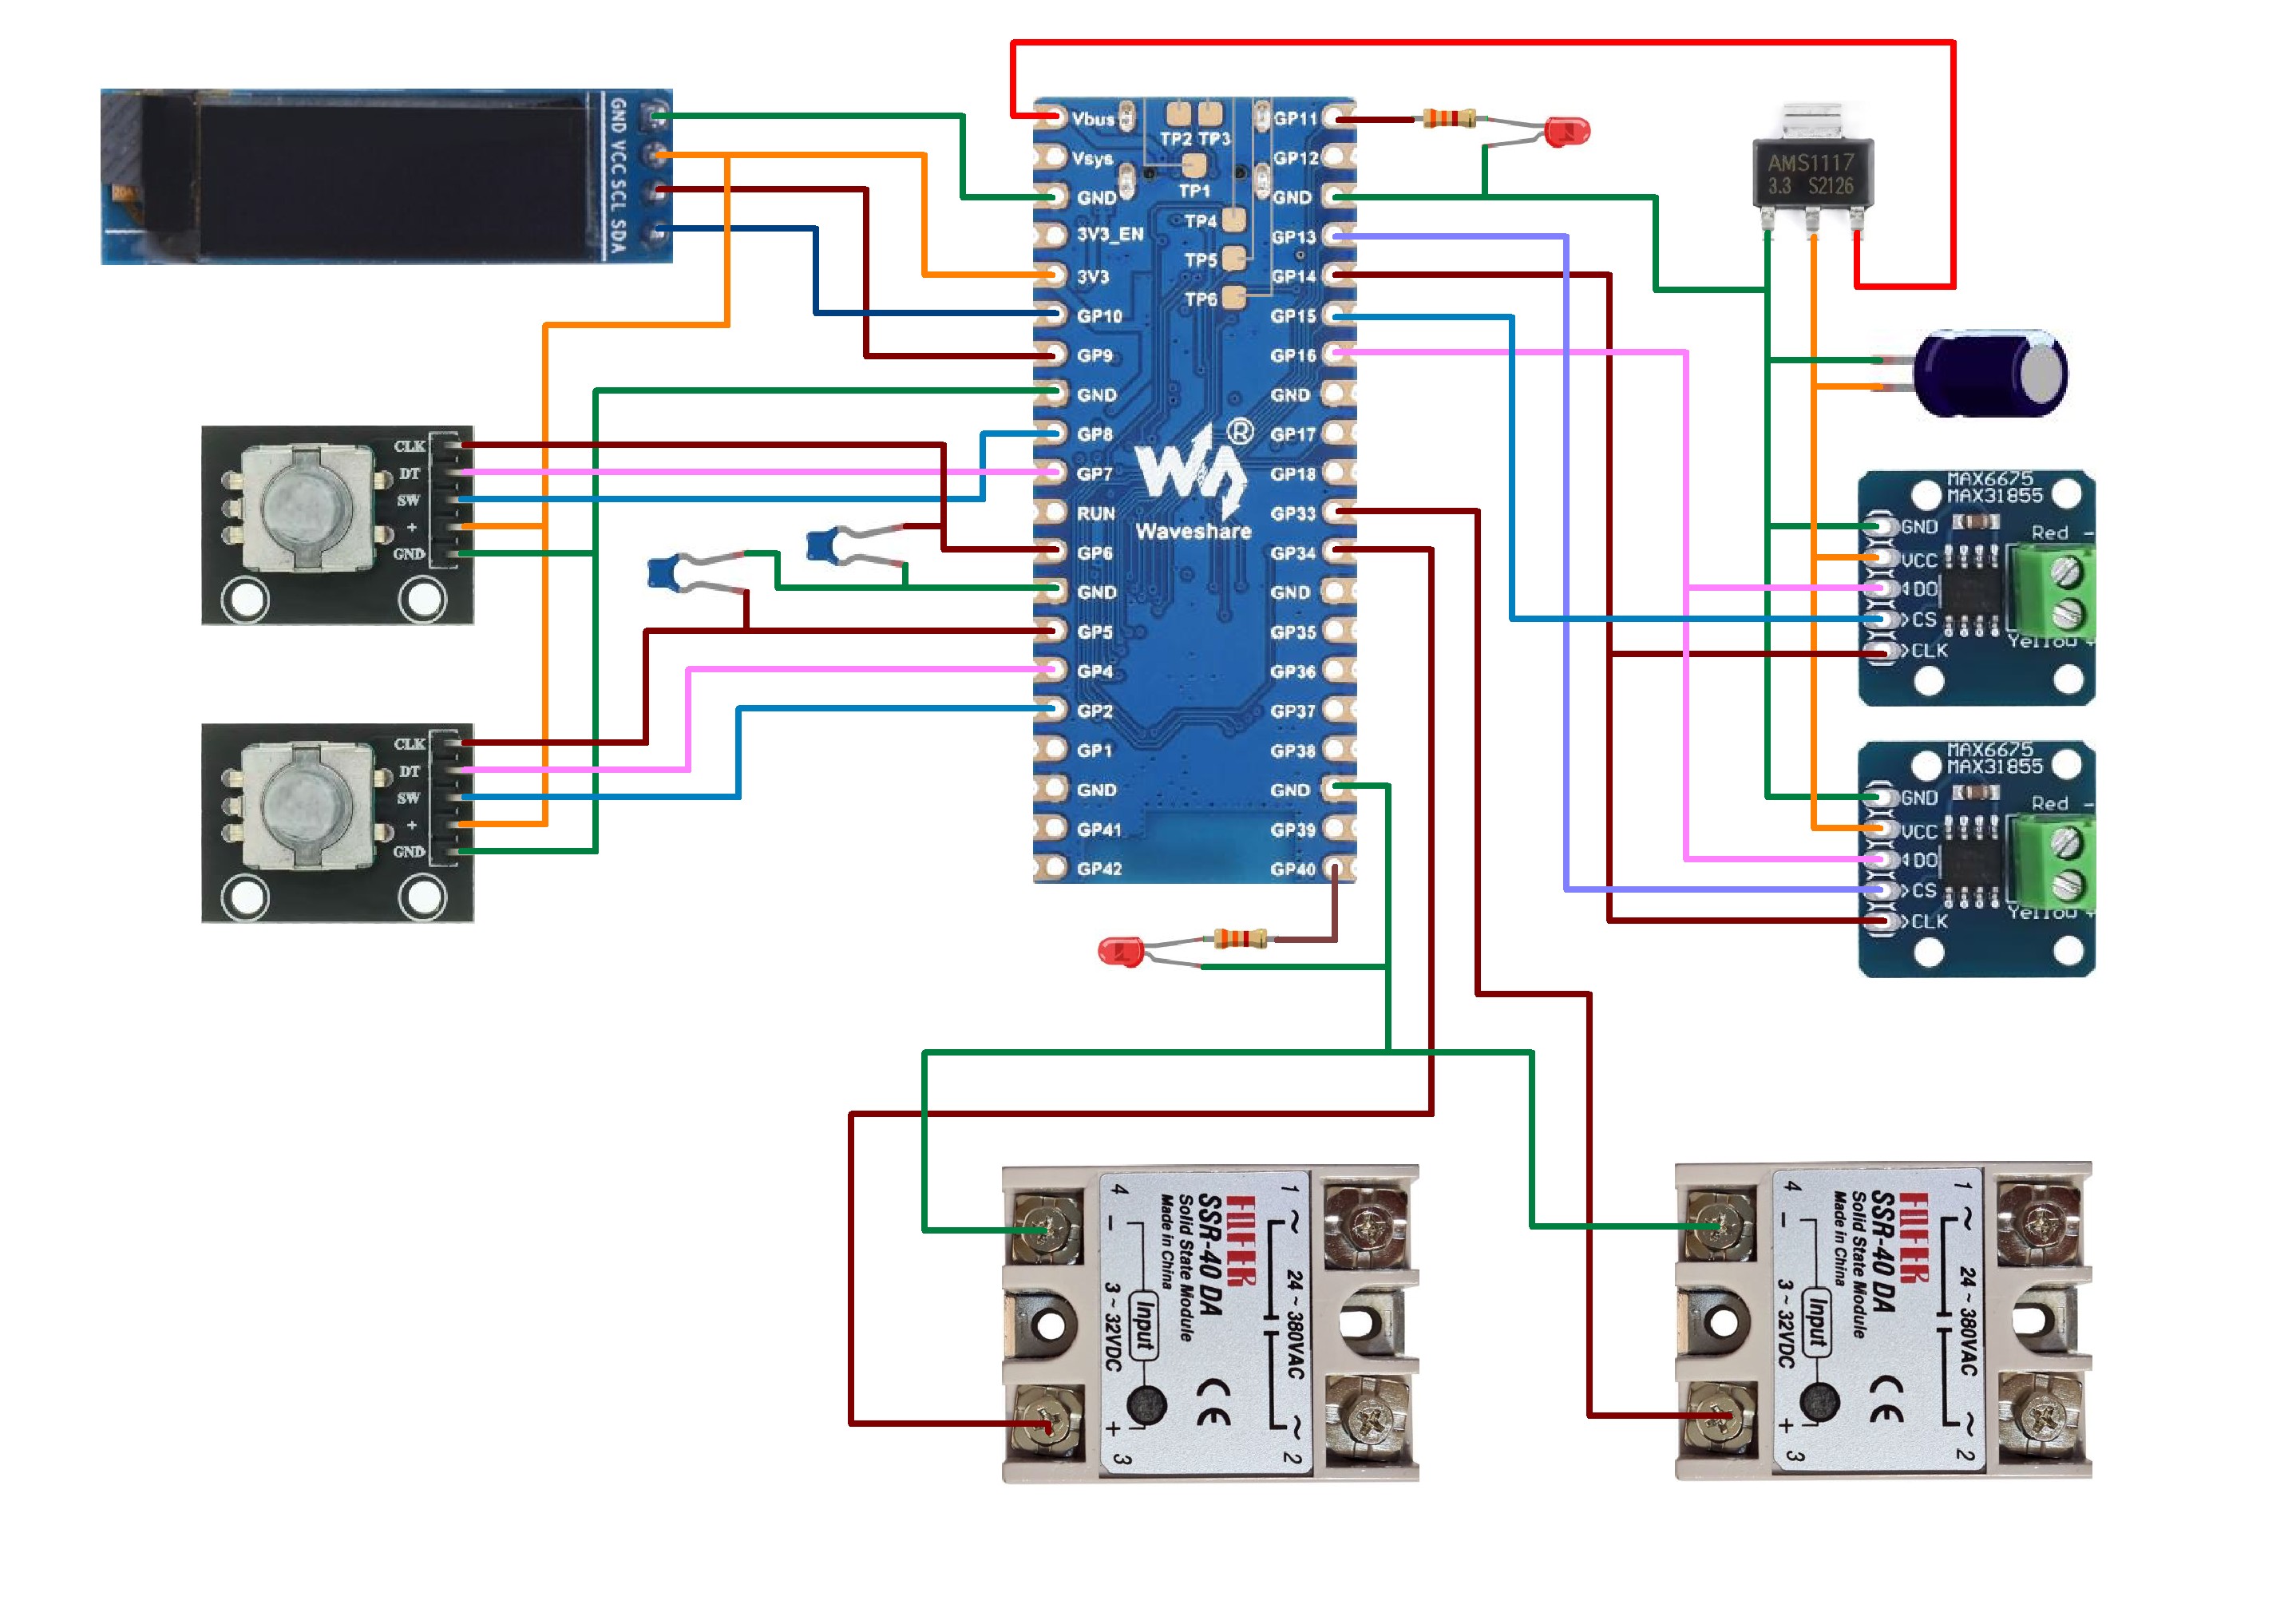 GND VCC SCL SDA
CLK
DT
SW
+
GND
CLK
DT
SW
+
GND
Vbus
Vsys
GND
3V3_EN
3V3
GP10
GP9
GND
GP8
GP7
RUN
GP6
GND
GP5
GP4
GP2
GP1
GND
GP41
GP42
TP2 TP3
TP1
TP4
TP5
TP6
®
Waveshare
GP11
GP12
GND
GP13
GP14
GP15
GP16
GND
GP17
GP18
GP33
GP34
GND
GP35
GP36
GP37
GP38
GND
GP39
GP40
AMS1117
3.3 S2126
MAX6675
MAX31855
GND
VCC
DO
>CS
>CLK
Red -
Yellow +
MAX6675
MAX31855
GND
VCC
DO
>CS
>CLK
Red -
Yellow +
1 ~ 24 ~ 380VAC ~ 2
SSR-40 DA
Solid State Module
Made in China
CE
Input
4 - 3 ~ 32VDC + 3
1 ~ 24 ~ 380VAC ~ 2
SSR-40 DA
Solid State Module
Made in China
CE
Input
4 - 3 ~ 32VDC + 3